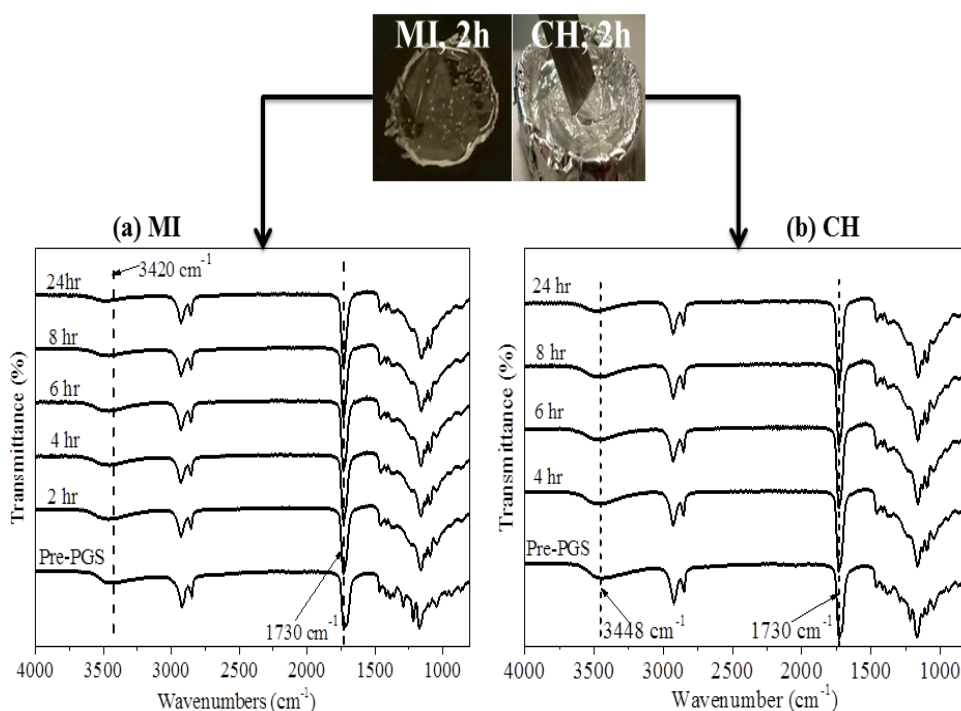 MI, 2h
CH, 2h
(a) MI
(b) CH
3420 cm⁻¹
24hr
8 hr
6 hr
4 hr
2 hr
Pre-PGS
1730 cm⁻¹
Transmittance (%)
4000 3500 3000 2500 2000 1500 1000
Wavenumbers (cm⁻¹)
24 hr
8 hr
6 hr
4 hr
Pre-PGS
3448 cm⁻¹
1730 cm⁻¹
Transmittance (%)
4000 3500 3000 2500 2000 1500 1000
Wavenumber (cm⁻¹)